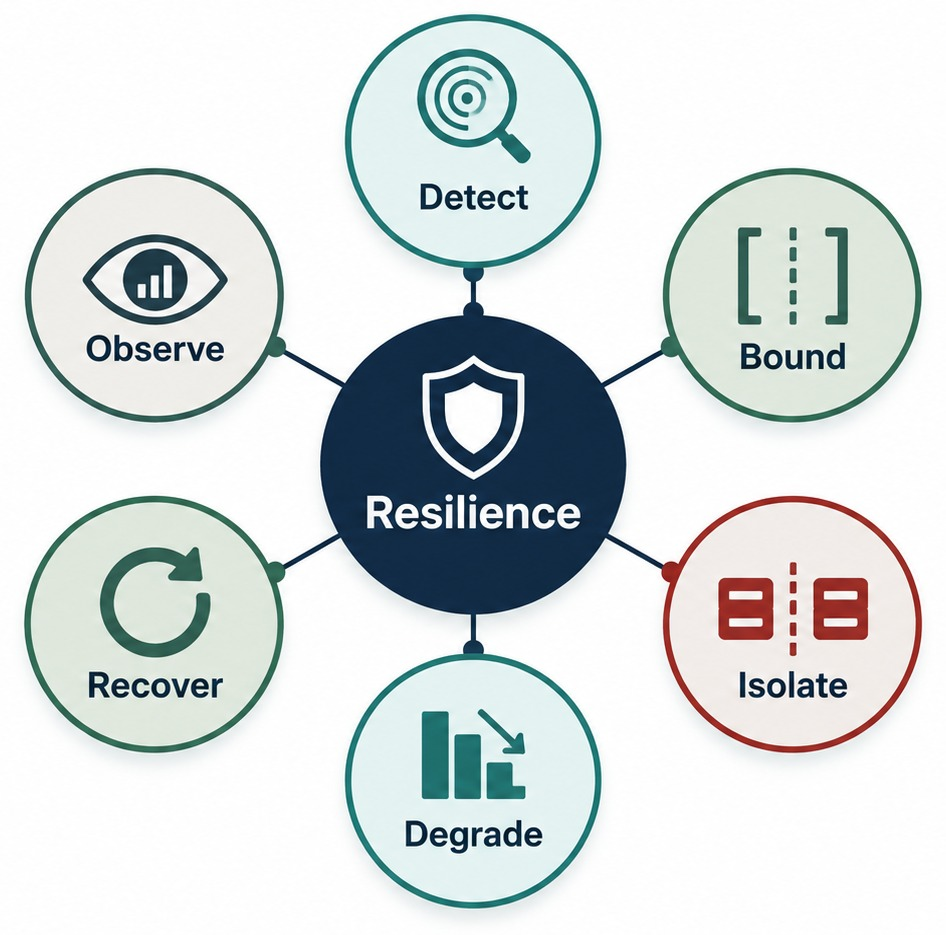 Detect
Observe
Bound
Resilience
Recover
Isolate
Degrade